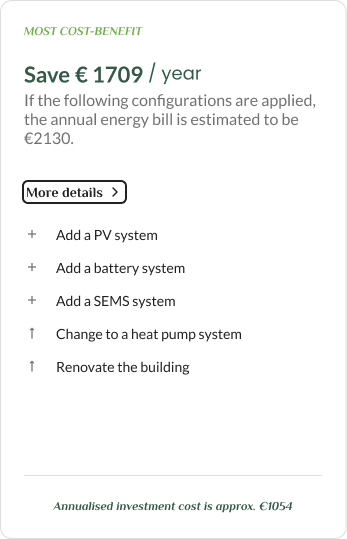 MOST COST-BENEFIT
Save € 1709 / year
If the following configurations are applied,
the annual energy bill is estimated to be
€2130.
More details
Add a PV system
Add a battery system
Add a SEMS system
Change to a heat pump system
Renovate the building
Annualised investment cost is approx. €1054